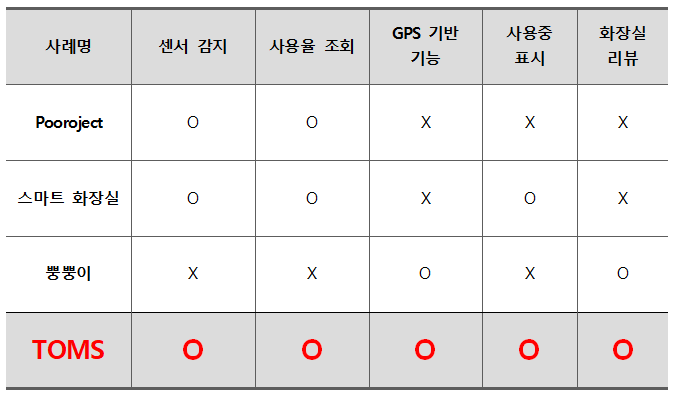 사례명 센서 감지 사용율 조회 GPS 기반 기능 사용중 표시 화장실 리뷰
Pooroject O O X X X
스마트 화장실 O O X O X
뿡뿡이 X X O X O
TOMS O O O O O